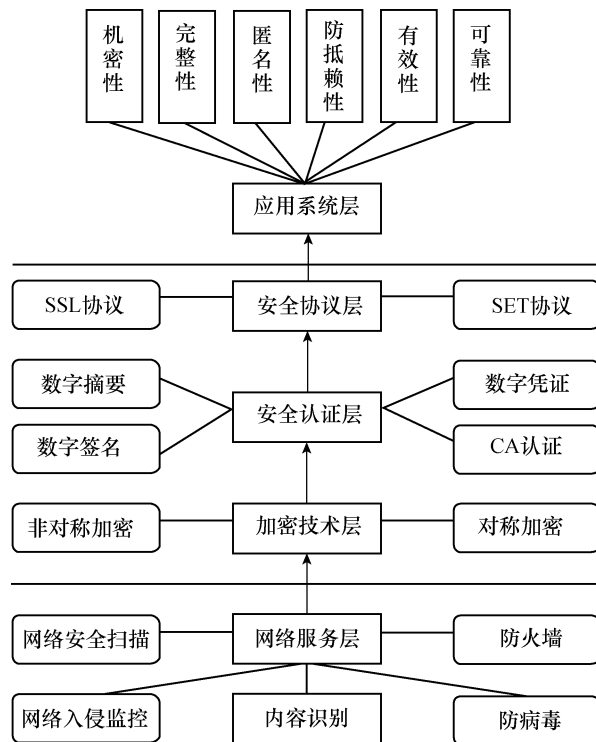 机密性
完整性
匿名性
防抵赖性
有效性
可靠性
应用系统层
SSL协议
安全协议层
SET协议
数字摘要
数字凭证
安全认证层
数字签名
CA认证
非对称加密
加密技术层
对称加密
网络安全扫描
网络服务层
防火墙
网络入侵监控
内容识别
防病毒